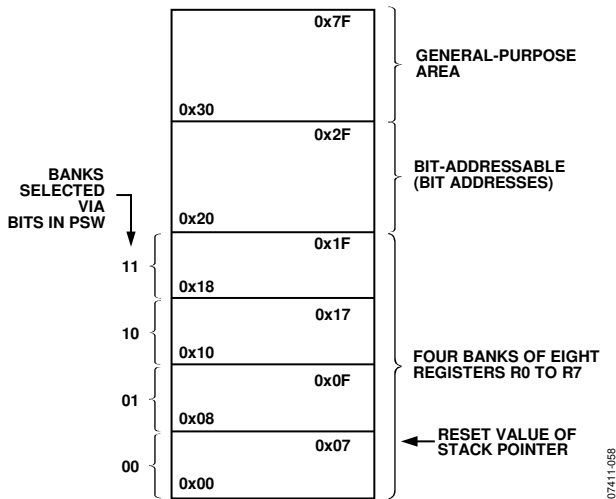 0x7F
GENERAL-PURPOSE
AREA
0x30
0x2F
BIT-ADDRESSABLE
(BIT ADDRESSES)
BANKS
SELECTED
VIA
BITS IN PSW
0x20
0x1F
11
0x18
0x17
10
0x10
FOUR BANKS OF EIGHT
REGISTERS R0 TO R7
0x0F
01
0x08
0x07
RESET VALUE OF
STACK POINTER
00
0x00
07411-058